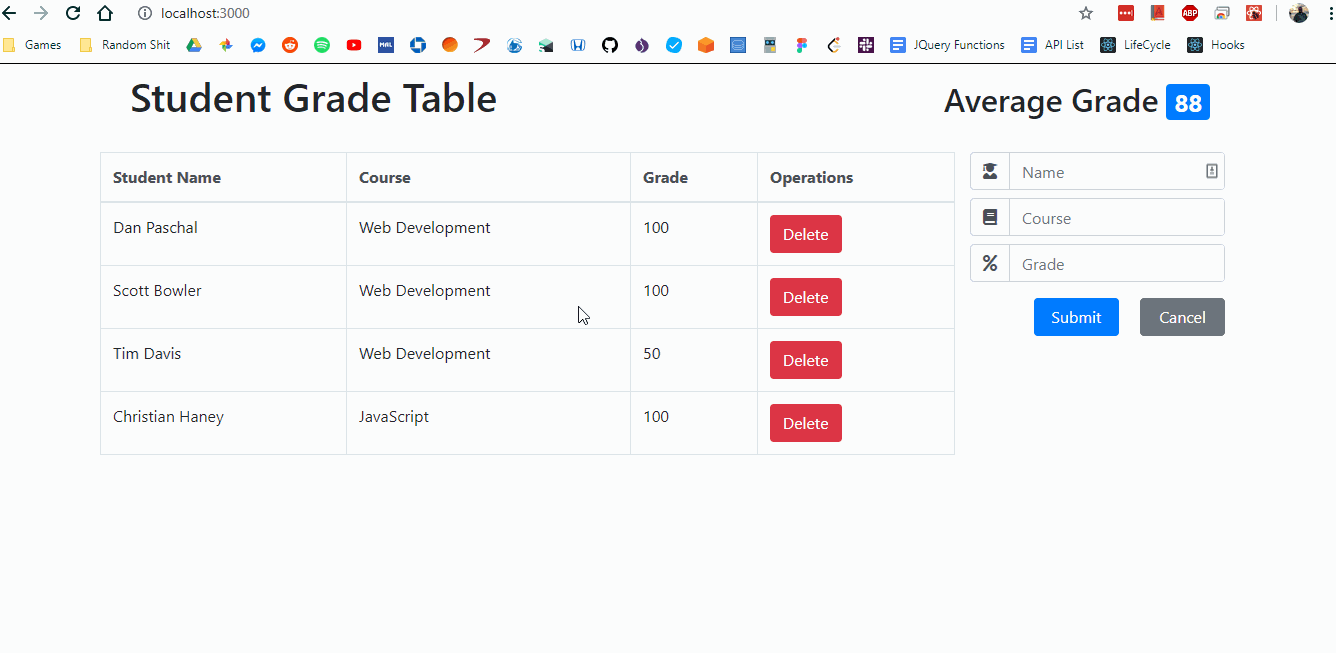 localhost:3000
ABP
Games Random Shit MAL JQuery Functions API List LifeCycle Hooks
Student Grade Table Average Grade 88
Student Name Course Grade Operations Name
Dan Paschal Web Development 100 Delete Course
Scott Bowler Web Development 100 Delete Grade
Submit Cancel
Tim Davis Web Development 50 Delete
Christian Haney JavaScript 100 Delete